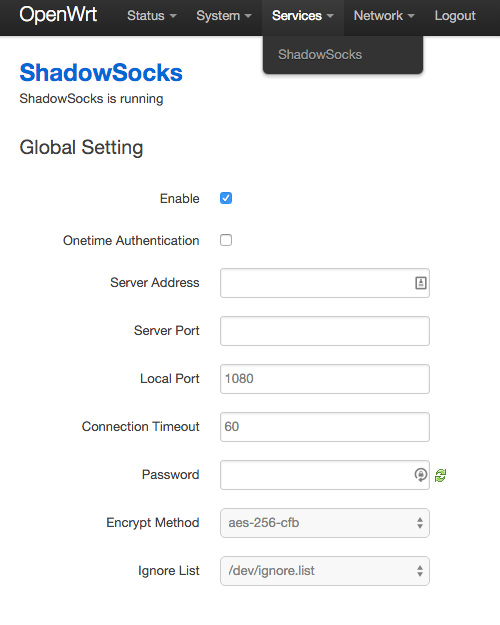 OpenWrt Status System Services Network Logout
ShadowSocks
ShadowSocks
ShadowSocks is running
Global Setting
Enable
Onetime Authentication
Server Address
Server Port
Local Port 1080
Connection Timeout 60
Password
Encrypt Method aes-256-cfb
Ignore List /dev/ignore.list